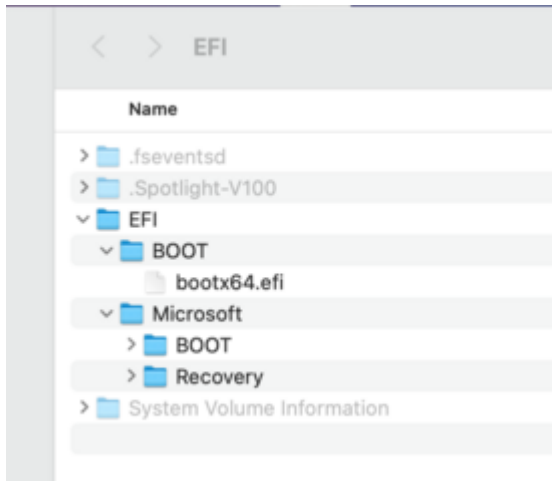 EFI
Name
.fseventsd
.Spotlight-V100
EFI
BOOT
bootx64.efi
Microsoft
BOOT
Recovery
System Volume Information